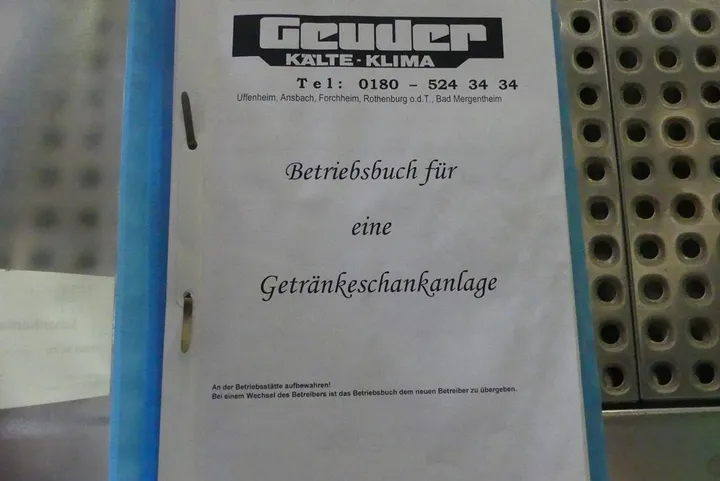 Geuder
KÄLTE-KLIMA
Tel: 0180 - 524 34 34
Uffenheim, Ansbach, Forchheim, Rothenburg o.d.T., Bad Mergentheim
Betriebsbuch für
eine
Getränkeschankanlage
An der Betriebsstätte aufbewahren!
Bei einem Wechsel des Betreibers ist das Betriebsbuch dem neuen Betreiber zu übergeben.